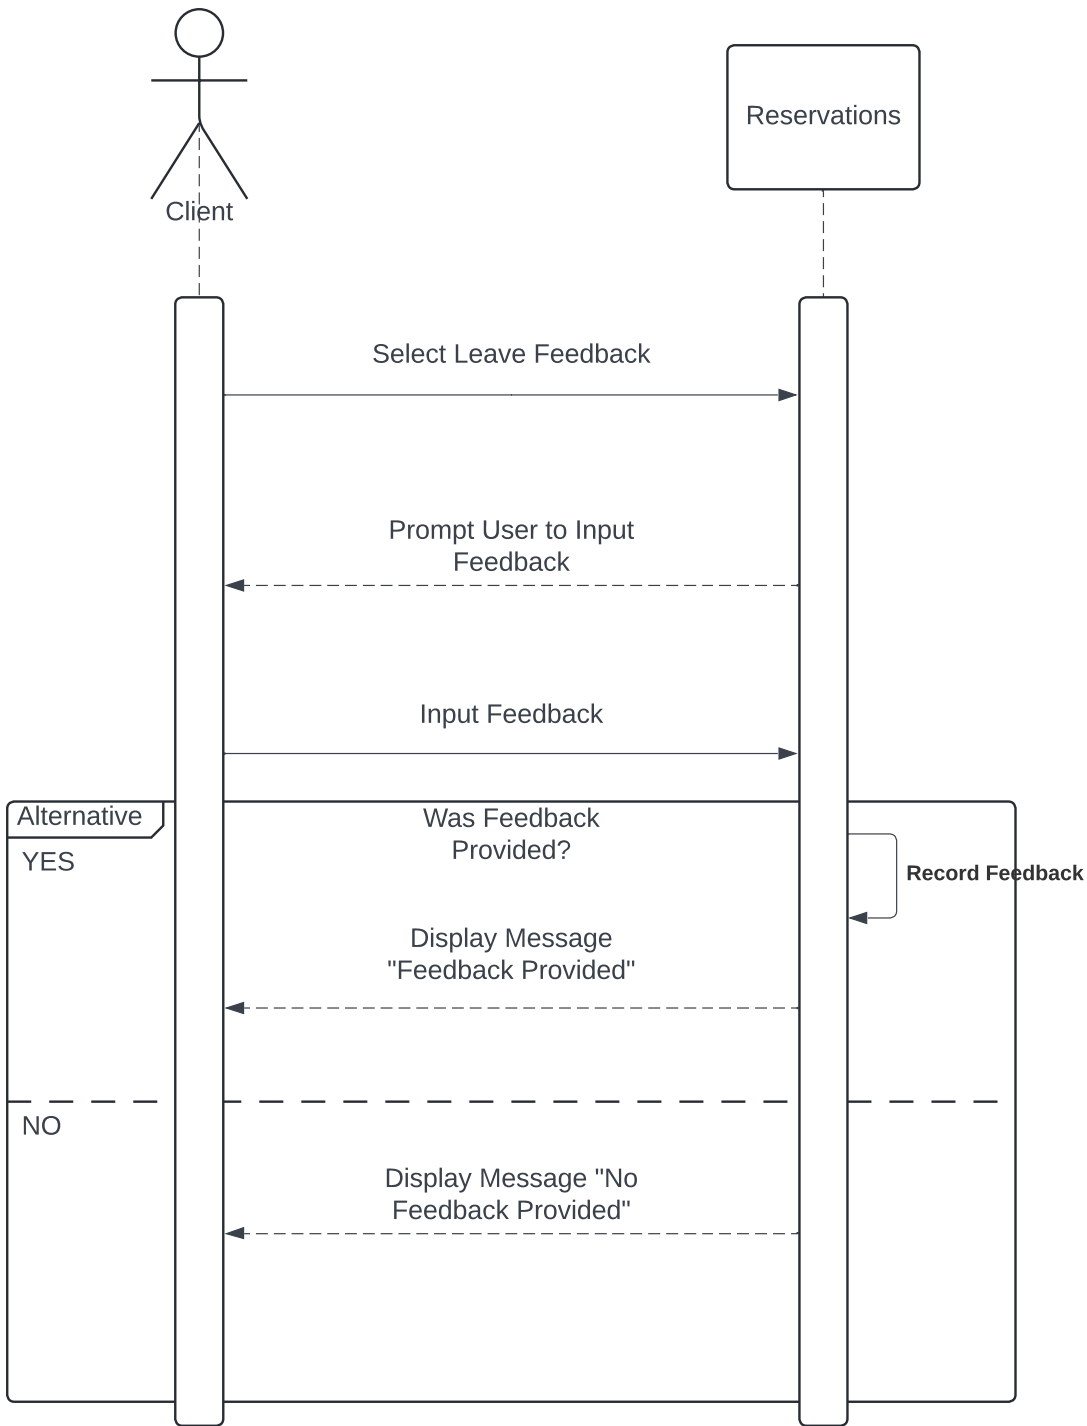 Client
Reservations
Select Leave Feedback
Prompt User to Input
Feedback
Input Feedback
Alternative
Was Feedback
Provided?
YES
Record Feedback
Display Message
"Feedback Provided"
NO
Display Message "No
Feedback Provided"